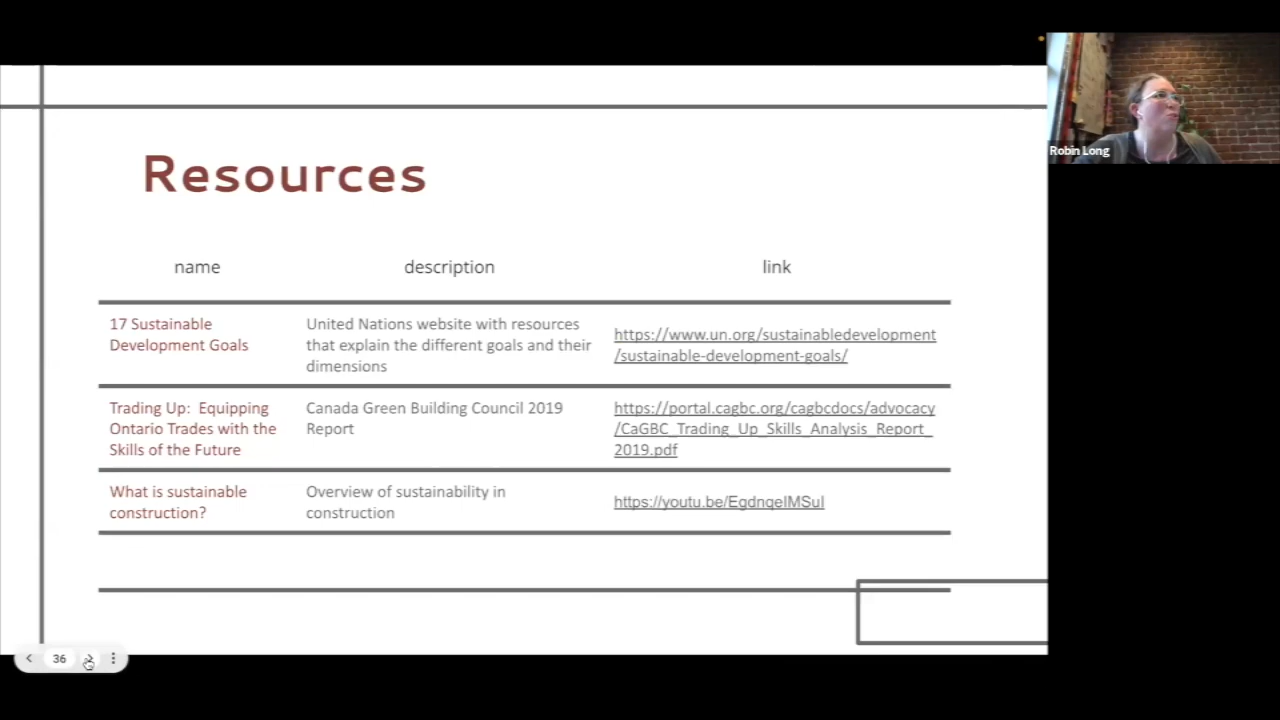 Resources
name
description
link
17 Sustainable
Development Goals
United Nations website with resources
that explain the different goals and their
dimensions
https://www.un.org/sustainabledevelopment
/sustainable-development-goals/
Trading Up:  Equipping
Ontario Trades with the
Skills of the Future
Canada Green Building Council 2019
Report
https://portal.cagbc.org/cagbcdocs/advocacy
/CaGBC_Trading_Up_Skills_Analysis_Report_
2019.pdf
What is sustainable
construction?
Overview of sustainability in
construction
https://youtu.be/EgdnqeIMSuI
Robin Long
36